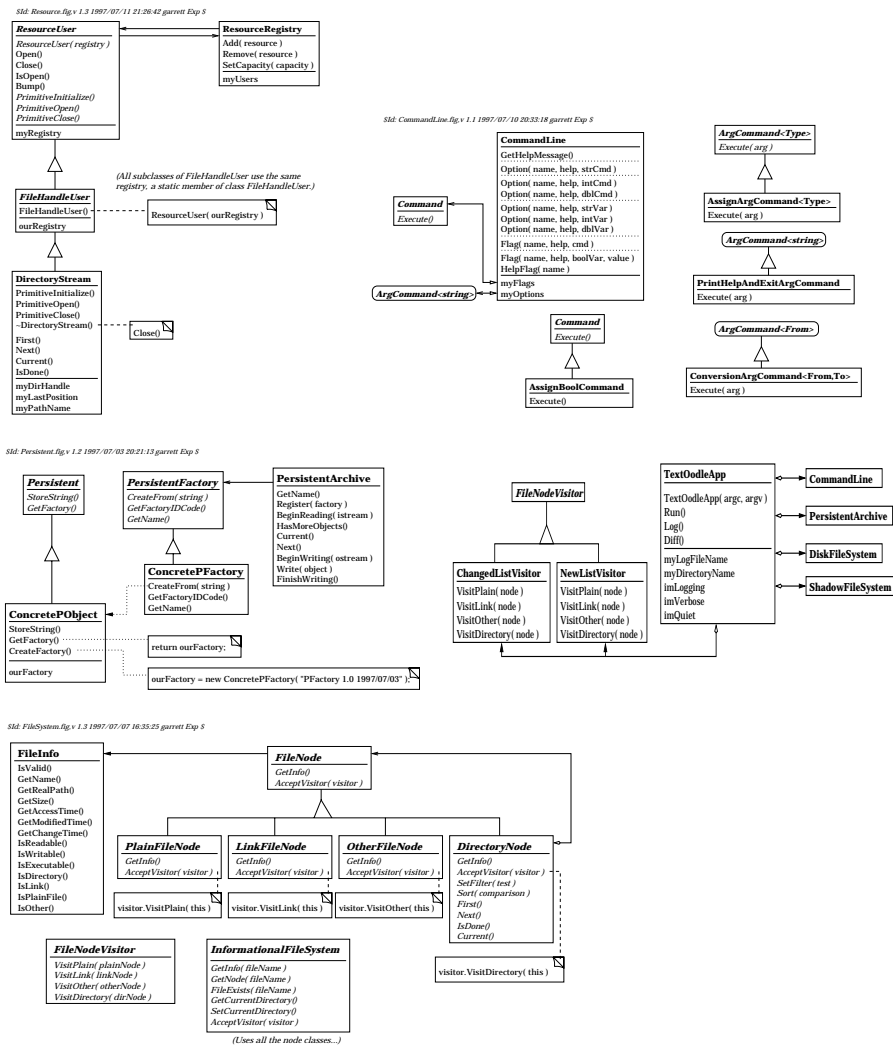 $Id: Resource.fig,v 1.3 1997/07/11 21:26:42 garrett Exp $
ResourceUser
ResourceUser( registry )
Open()
Close()
IsOpen()
Bump()
PrimitiveInitialize()
PrimitiveOpen()
PrimitiveClose()
myRegistry
ResourceRegistry
Add( resource )
Remove( resource )
SetCapacity( capacity )
myUsers
(All subclasses of FileHandleUser use the same
registry, a static member of class FileHandleUser.)
FileHandleUser
FileHandleUser()
ourRegistry
ResourceUser( ourRegistry )
DirectoryStream
PrimitiveInitialize()
PrimitiveOpen()
PrimitiveClose()
~DirectoryStream()
First()
Next()
Current()
IsDone()
myDirHandle
myLastPosition
myPathName
Close()
$Id: CommandLine.fig,v 1.1 1997/07/10 20:33:18 garrett Exp $
CommandLine
GetHelpMessage()
Option( name, help, strCmd )
Option( name, help, intCmd )
Option( name, help, dblCmd )
Option( name, help, strVar )
Option( name, help, intVar )
Option( name, help, dblVar )
Flag( name, help, cmd )
Flag( name, help, boolVar, value )
HelpFlag( name )
myFlags
myOptions
Command
Execute()
ArgCommand<string>
Command
Execute()
AssignBoolCommand
Execute()
ArgCommand<Type>
Execute( arg )
AssignArgCommand<Type>
Execute( arg )
ArgCommand<string>
PrintHelpAndExitArgCommand
Execute( arg )
ArgCommand<From>
ConversionArgCommand<From,To>
Execute( arg )
$Id: Persistent.fig,v 1.2 1997/07/03 20:21:13 garrett Exp $
Persistent
StoreString()
GetFactory()
PersistentFactory
CreateFrom( string )
GetFactoryIDCode()
GetName()
PersistentArchive
GetName()
Register( factory )
BeginReading( istream )
HasMoreObjects()
Current()
Next()
BeginWriting( ostream )
Write( object )
FinishWriting()
ConcretePFactory
CreateFrom( string )
GetFactoryIDCode()
GetName()
ConcretePObject
StoreString()
GetFactory()
CreateFactory()
ourFactory
return ourFactory;
ourFactory = new ConcretePFactory( "PFactory 1.0 1997/07/03" );
FileNodeVisitor
ChangedListVisitor
VisitPlain( node )
VisitLink( node )
VisitOther( node )
VisitDirectory( node )
NewListVisitor
VisitPlain( node )
VisitLink( node )
VisitOther( node )
VisitDirectory( node )
TextOodleApp
TextOodleApp( argc, argv )
Run()
Log()
Diff()
myLogFileName
myDirectoryName
imLogging
imVerbose
imQuiet
CommandLine
PersistentArchive
DiskFileSystem
ShadowFileSystem
$Id: FileSystem.fig,v 1.3 1997/07/07 16:35:25 garrett Exp $
FileInfo
IsValid()
GetName()
GetRealPath()
GetSize()
GetAccessTime()
GetModifiedTime()
GetChangeTime()
IsReadable()
IsWritable()
IsExecutable()
IsDirectory()
IsLink()
IsPlainFile()
IsOther()
FileNode
GetInfo()
AcceptVisitor( visitor )
PlainFileNode
GetInfo()
AcceptVisitor( visitor )
visitor.VisitPlain( this )
LinkFileNode
GetInfo()
AcceptVisitor( visitor )
visitor.VisitLink( this )
OtherFileNode
GetInfo()
AcceptVisitor( visitor )
visitor.VisitOther( this )
DirectoryNode
GetInfo()
AcceptVisitor( visitor )
SetFilter( test )
Sort( comparison )
First()
Next()
IsDone()
Current()
visitor.VisitDirectory( this )
FileNodeVisitor
VisitPlain( plainNode )
VisitLink( linkNode )
VisitOther( otherNode )
VisitDirectory( dirNode )
InformationalFileSystem
GetInfo( fileName )
GetNode( fileName )
FileExists( fileName )
GetCurrentDirectory()
SetCurrentDirectory()
AcceptVisitor( visitor )
(Uses all the node classes...)